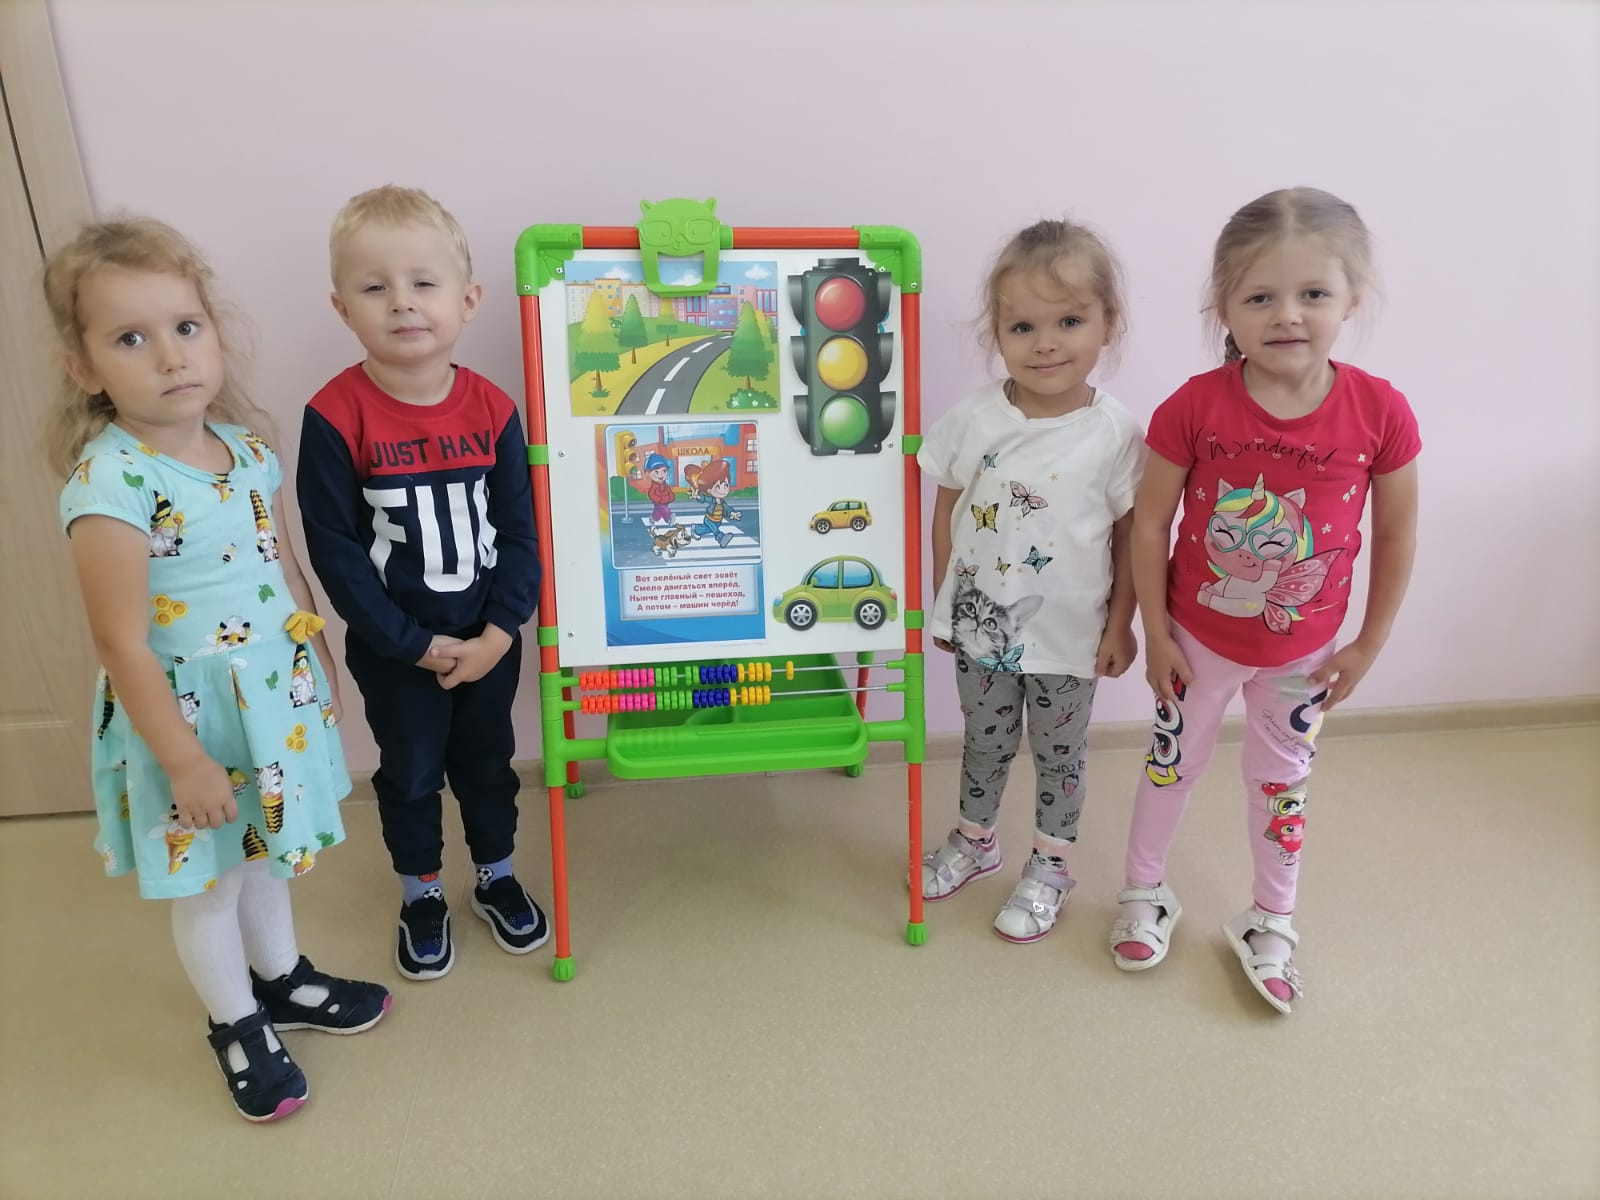 JUST HAV
FU
ШКОЛА
Вот зелёный свет зовёт
Смело двигаться вперёд.
Нынче главный – пешеход,
А потом – машин черёд!
Wonderful